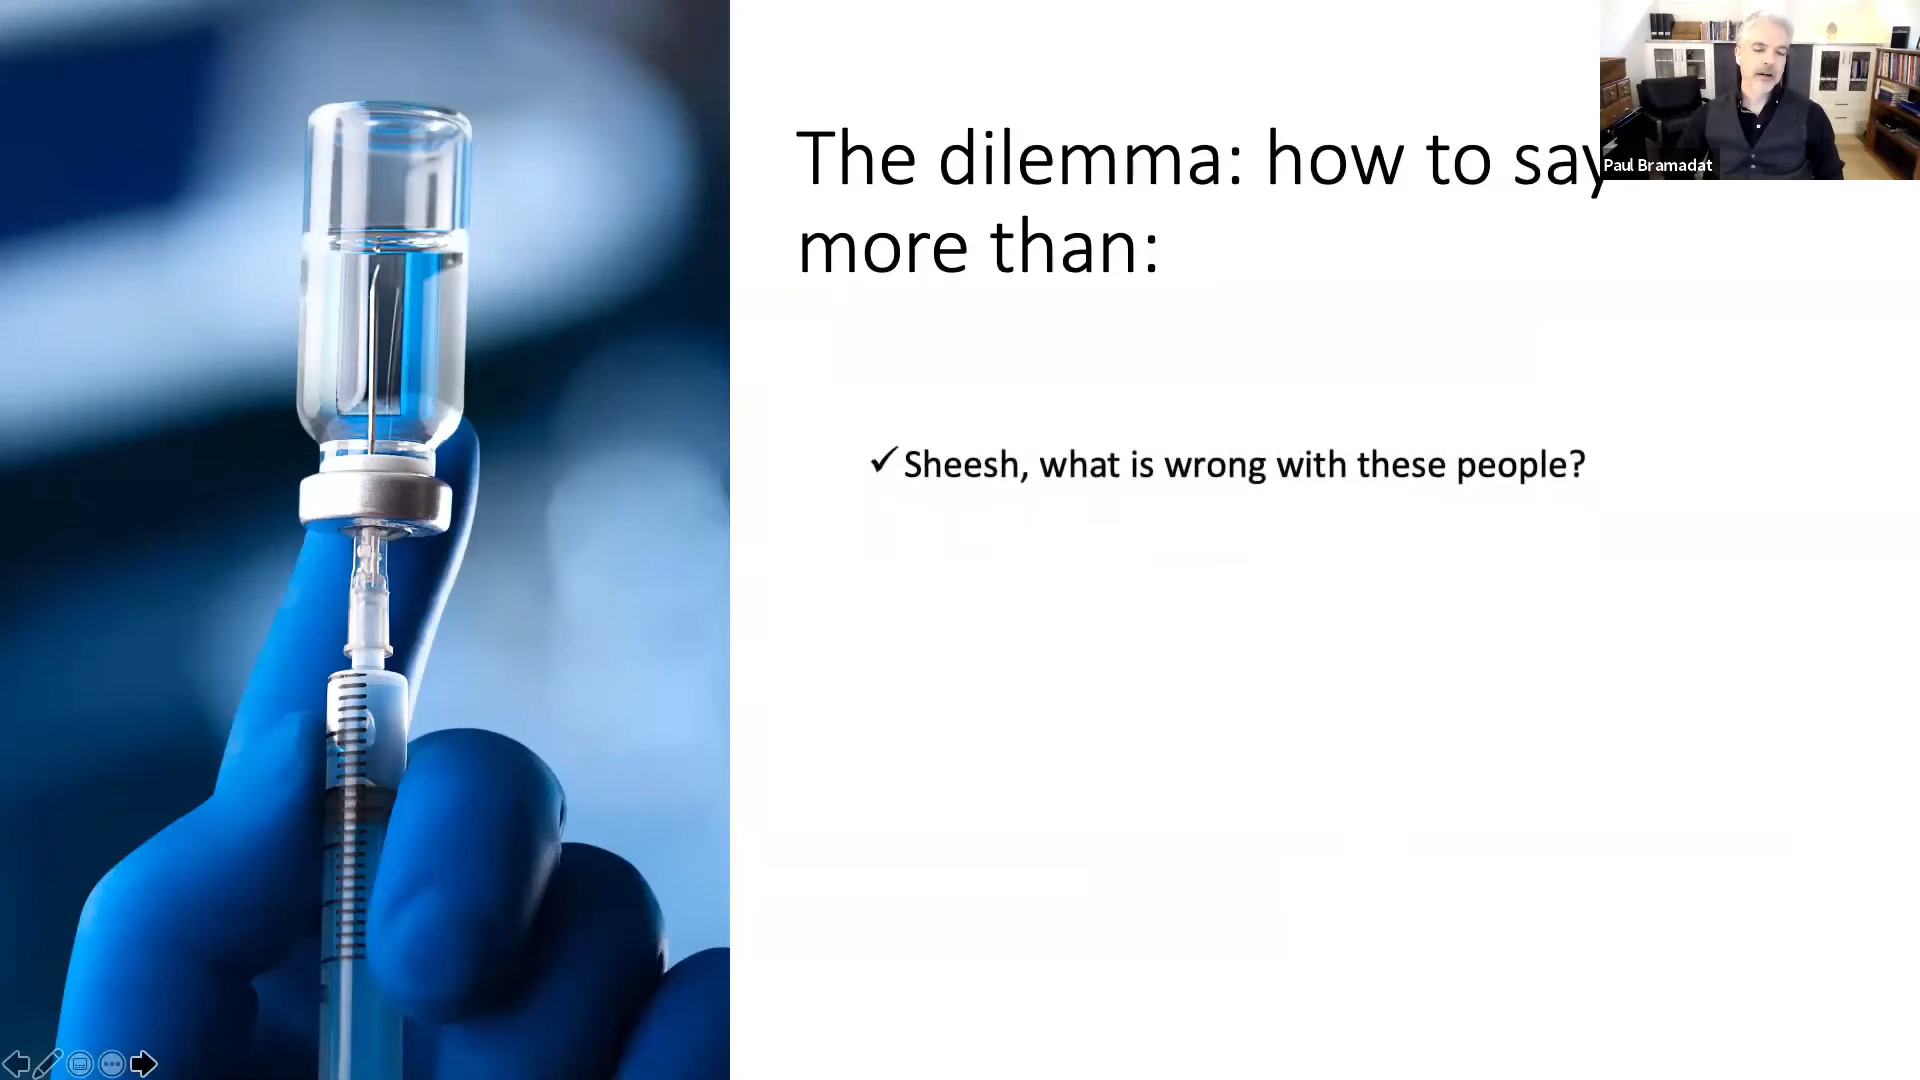 The dilemma: how to say
more than:
Paul Bramadat
✓ Sheesh, what is wrong with these people?